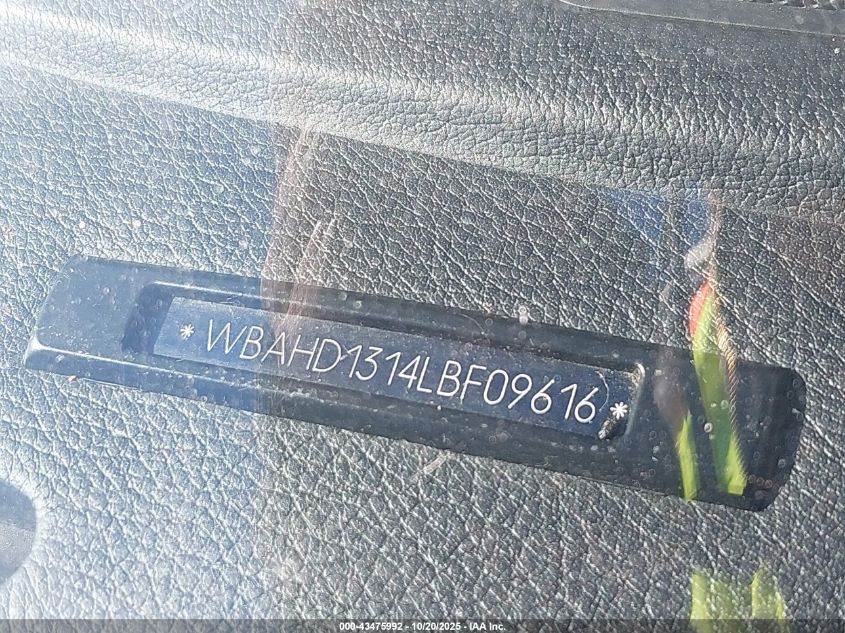 * WBAHD1314LBF09616 *
000-43475992 - 10/20/2025 - IAA Inc.